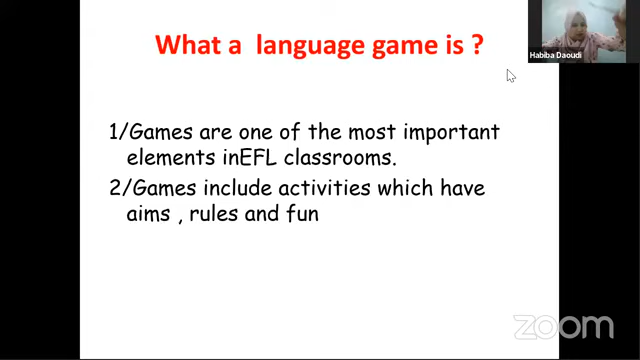 What a language game is ?
Habiba Daoudi
1/Games are one of the most important
elements inEFL classrooms.
2/Games include activities which have
aims , rules and fun
zoom